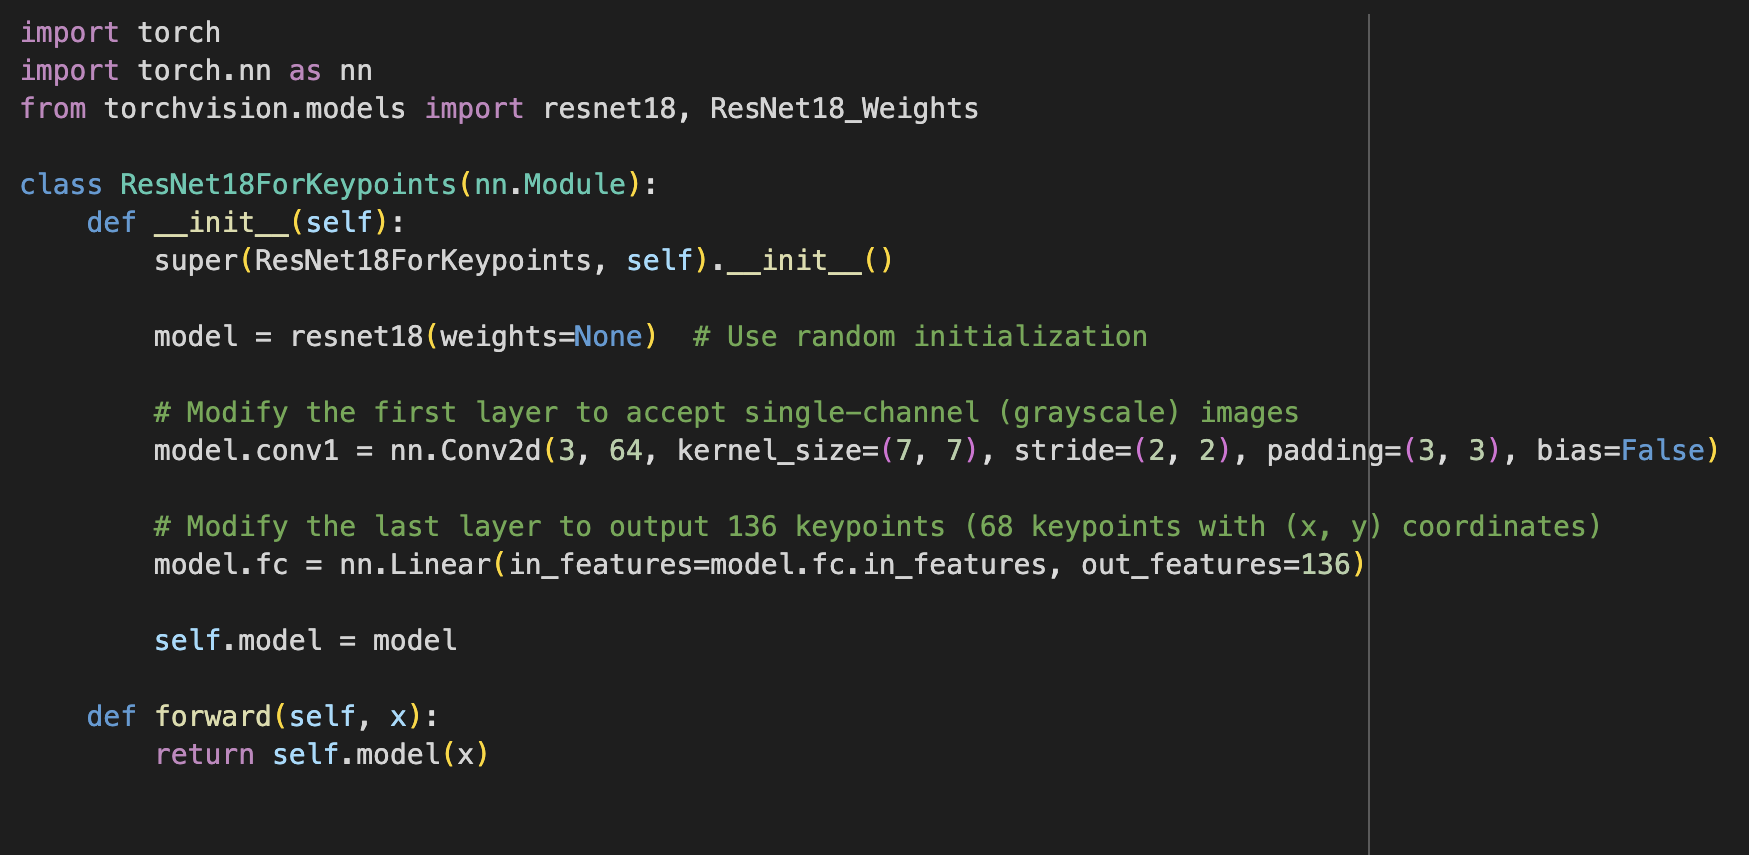 import torch
import torch.nn as nn
from torchvision.models import resnet18, ResNet18_Weights
class ResNet18ForKeypoints(nn.Module):
    def __init__(self):
        super(ResNet18ForKeypoints, self).__init__()
        model = resnet18(weights=None)  # Use random initialization
        # Modify the first layer to accept single-channel (grayscale) images
        model.conv1 = nn.Conv2d(3, 64, kernel_size=(7, 7), stride=(2, 2), padding=(3, 3), bias=False)
        # Modify the last layer to output 136 keypoints (68 keypoints with (x, y) coordinates)
        model.fc = nn.Linear(in_features=model.fc.in_features, out_features=136)
        self.model = model
    def forward(self, x):
        return self.model(x)